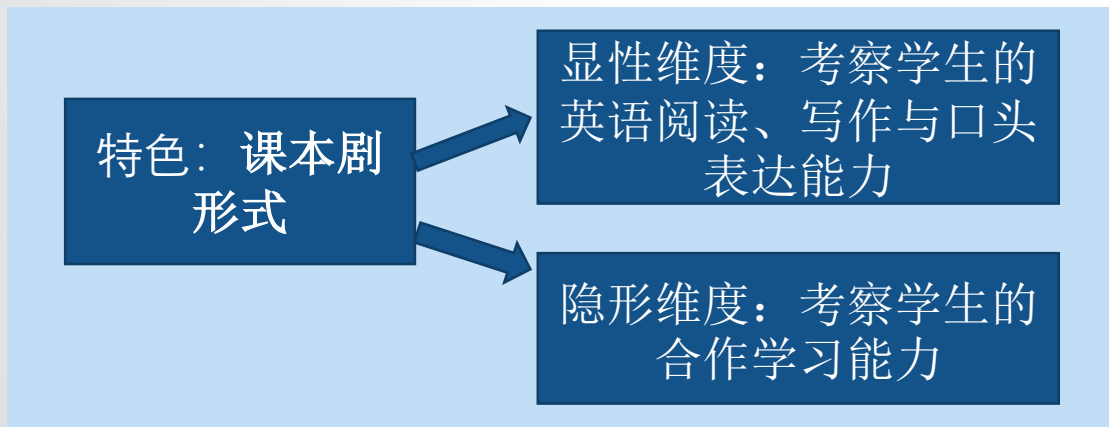 特色：课本剧
形式
显性维度：考察学生的
英语阅读、写作与口头
表达能力
隐形维度：考察学生的
合作学习能力